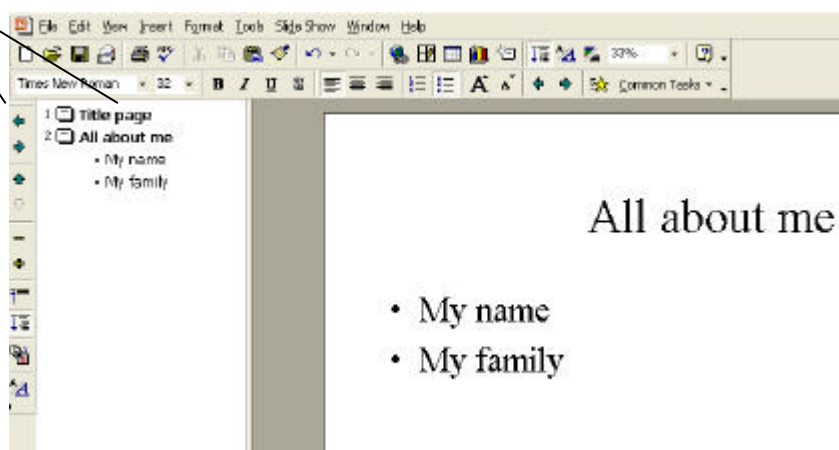 File Edit View Insert Format Tools Slide Show Window Help
33%
Times New Roman 32 B I U S A A Common Tasks
1 Title page
2 All about me
• My name
• My family
All about me
• My name
• My family